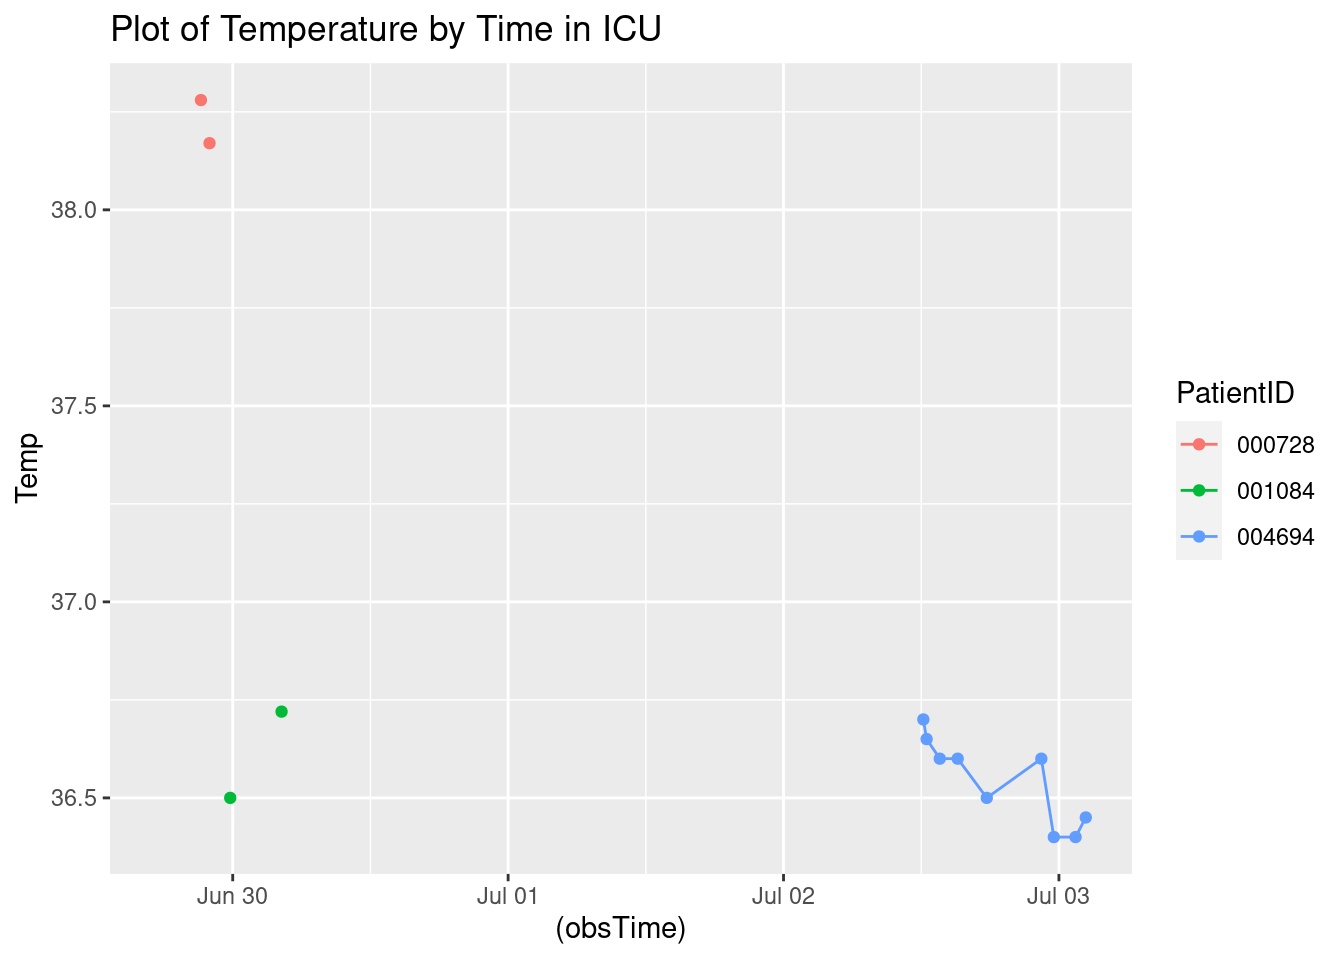 Plot of Temperature by Time in ICU
38.0
37.5
37.0
36.5
Temp
Jun 30
Jul 01
Jul 02
Jul 03
(obsTime)
PatientID
000728
001084
004694